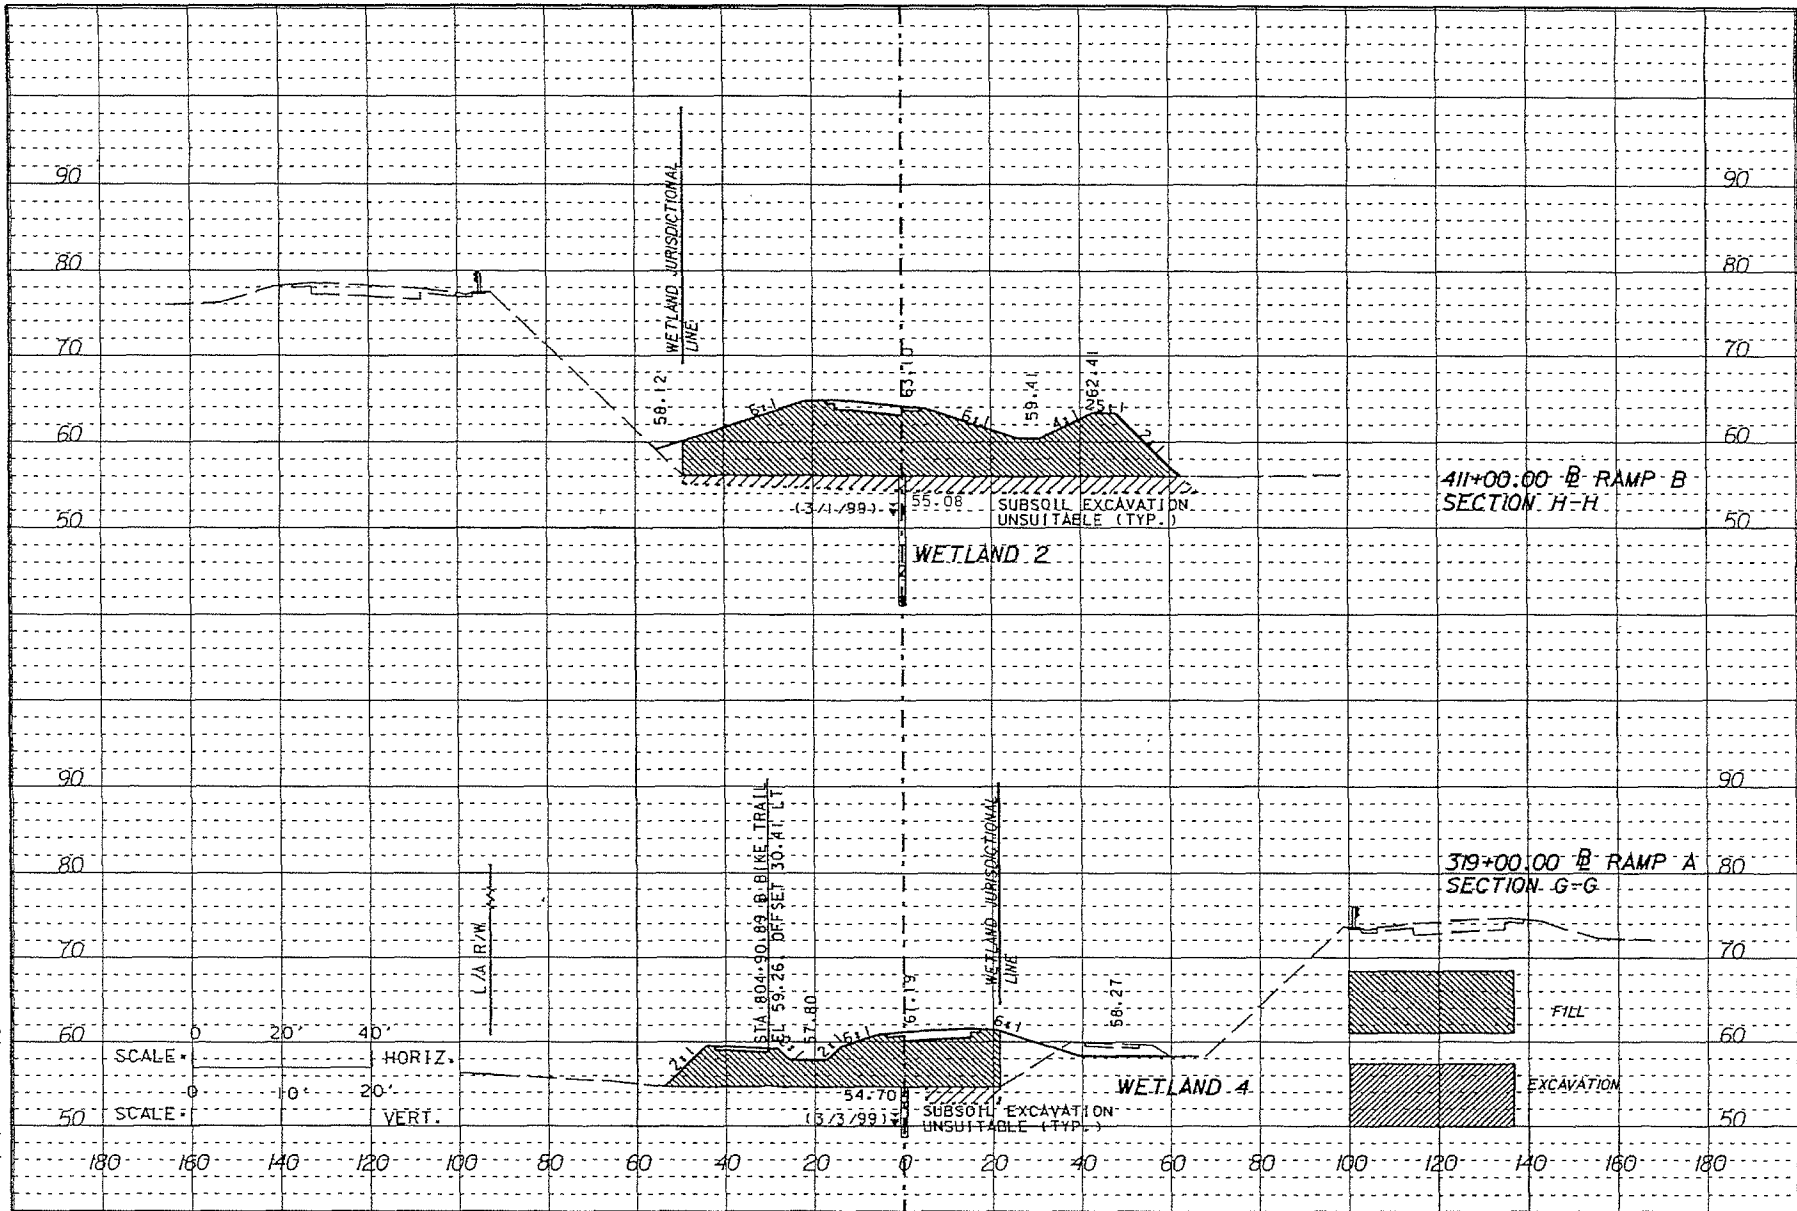 WETLAND JURISDICTIONAL
LINE
90
90
80
80
70
70
58.12
6:1
63.10
6:1
59.41
4:1
62.41
5:1
2:1
60
60
411+00.00 BL RAMP B
SECTION H-H
(3/1/99)
55.08
SUBSOIL EXCAVATION
UNSUITABLE (TYP.)
50
50
WETLAND 2
90
90
STA 804+90.89 B BIKE TRAIL
EL 59.26, OFFSET 30.41 LT
WETLAND JURISDICTIONAL
LINE
80
319+00.00 BL RAMP A
80
SECTION G-G
L/A R/W
70
70
57.80
61.19
58.27
FILL
60
60
2:1
2:1
6:1
6:1
0 20' 40'
SCALE: HORIZ.
0 10' 20'
SCALE: VERT.
WETLAND 4
EXCAVATION
54.70
(3/3/99)
SUBSOIL EXCAVATION
UNSUITABLE (TYP.)
50
50
180 160 140 120 100 80 60 40 20 0 20 40 60 80 100 120 140 160 180